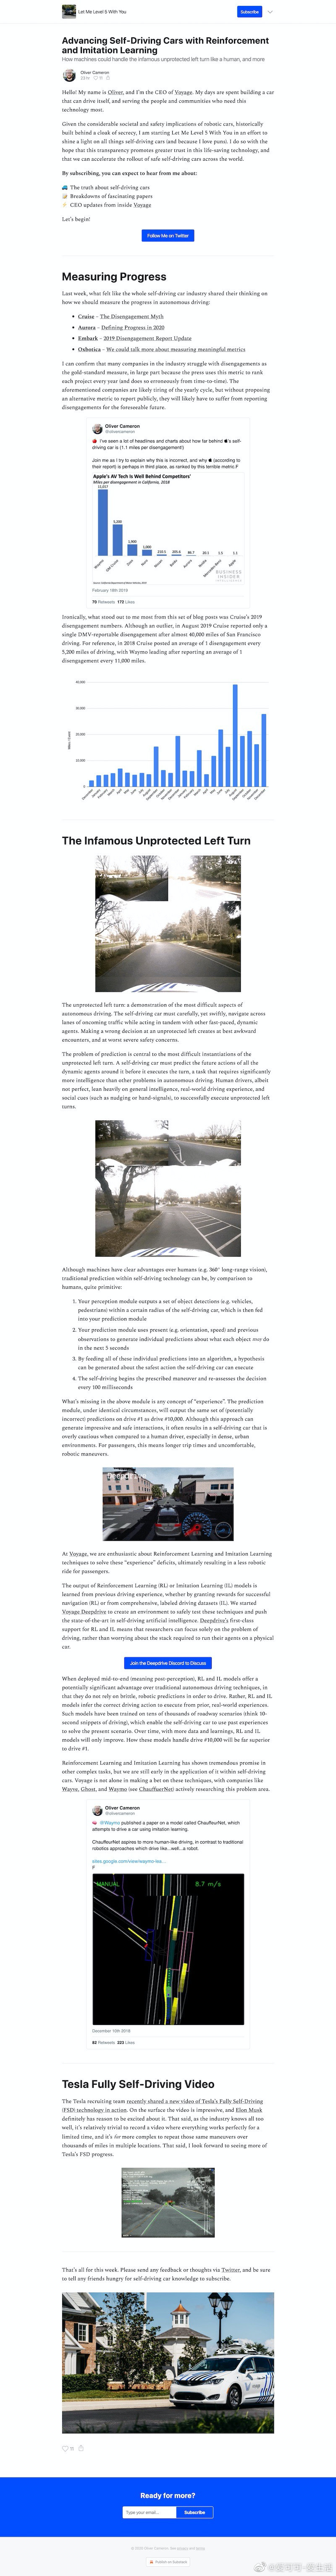 Let Me Level 5 With You
Subscribe
Advancing Self-Driving Cars with Reinforcement
and Imitation Learning
How machines could handle the infamous unprotected left turn like a human, and more.
Oliver Cameron
Hello! My name is Oliver, and I'm the CEO of Voyage. My days are spent building a car
that can drive itself, and serving the people and communities who need this
technology most.
Given the considerable societal and safety implications of robotic cars, historically
built behind a cloak of secrecy, I am starting Let Me Level 5 With You in an effort to
shine a light on all things self-driving cars (and because I love puns). I do so with the
hope that this transparency promotes greater trust in this life-saving technology, and
that we can accelerate the rollout of safe self-driving cars across the world.
By subscribing, you can expect to hear from me about:
🚙 The truth about self-driving cars
📝 Breakdowns of fascinating papers
CEO updates from inside Voyage
Let's begin!
Follow Me on Twitter
Measuring Progress
Last week, what felt like the whole self-driving car industry shared their thinking on
how we should measure the progress in autonomous driving:
• Cruise – The Disengagement Myth
• Aurora – Defining Progress in 2020
• Embark – 2019 Disengagement Report Update
• Oxbotica – We could talk more about measuring meaningful metrics
I can confirm that many companies in the industry struggle with disengagements as
the gold-standard measure, in large part because the press uses this metric to rank
each project every year (and does so erroneously from time-to-time). The
aforementioned companies are likely tiring of the yearly cycle, but without proposing
an alternative metric to report publicly, they will likely have to suffer from reporting
disengagements for the foreseeable future.
Oliver Cameron
@olivercameron
I've seen a lot of headlines and charts about how far behind 's self-
driving car is (1.1 miles per disengagement!)
Join me as I try to explain why this is incorrect, and why  (according to
their report) is perhaps in third place, as ranked by this terrible metric.
Apple's AV Tech Is Well Behind Competitors'
Miles per disengagement in California, 2018
11,017
5,205
1,900
1,000
210.5
205.6
86.7
20.1
1.5
1.1
Waymo
GM Cruise
Zoox
Nuro
Nvidia
Baidu
Aurora
Mercedes-Benz
Uber
Apple
BUSINESS
INSIDER
February 18th 2019
70 Retweets 172 Likes
Ironically, what stood out to me most from this set of blog posts was Cruise's 2019
disengagement numbers. Although an outlier, in August 2019 Cruise reported only a
single DMV-reportable disengagement after almost 40,000 miles of San Francisco
driving. For reference, in 2018 Cruise posted an average of 1 disengagement every
5,200 miles of driving, with Waymo leading after reporting an average of 1
disengagement every 11,000 miles.
40,000
30,000
20,000
10,000
0
The Infamous Unprotected Left Turn
The unprotected left turn: a demonstration of the most difficult aspects of
autonomous driving. The self-driving car must carefully, yet swiftly, navigate across
lanes of oncoming traffic while acting in tandem with other fast-paced, dynamic
agents. Making a wrong decision at an unprotected left creates at best awkward
encounters, and at worst severe safety concerns.
The problem of prediction is central to the most difficult instantiations of the
unprotected left turn. A self-driving car must predict the future actions of all the
dynamic agents around it before it executes the turn, a task that requires significantly
more intelligence than other problems in autonomous driving. Human drivers, albeit
not perfect, lean heavily on general intelligence, real-world driving experience, and
social cues (such as nudging or hand-signals), to successfully execute unprotected left
turns.
Although machines have clear advantages over humans (e.g. 360° long-range vision),
traditional prediction within self-driving technology can be, by comparison to
humans, quite primitive:
1. Your perception module outputs a set of object detections (e.g. vehicles,
pedestrians) within a certain radius of the self-driving car, which is then fed
into your prediction module
2. Your prediction module uses present (e.g. orientation, speed) and previous
observations to generate individual predictions about what each object may do
in the next 5 seconds
3. By feeding all of these individual predictions into an algorithm, a hypothesis
can be generated about the safest action the self-driving car can execute
4. The self-driving begins the prescribed maneuver and re-assesses the decision
every 100 milliseconds
What's missing in the above module is any concept of "experience". The prediction
module, under identical circumstances, will output the same set of (potentially
incorrect) predictions on drive #1 as drive #10,000. Although this approach can
generate impressive and safe interactions, it often results in a self-driving car that is
overly cautious when compared to a human driver, especially in dense, urban
environments. For passengers, this means longer trip times and uncomfortable,
robotic maneuvers.
At Voyage, we are enthusiastic about Reinforcement Learning and Imitation Learning
techniques to solve these "experience" deficits, ultimately resulting in a less robotic
ride for passengers.
The output of Reinforcement Learning (RL) or Imitation Learning (IL) models is
learned from previous driving experience, whether by granting rewards for successful
navigation (RL) or from comprehensive, labeled driving datasets (IL). We started
Voyage Deepdrive to create an environment to safely test these techniques and push
the state-of-the-art in self-driving artificial intelligence. Deepdrive's first-class
support for RL and IL means that researchers can focus solely on the problem of
driving, rather than worrying about the stack required to run their agents on a physical
car.
Join the Deepdrive Discord to Discuss
When deployed mid-to-end (meaning post-perception), RL and IL models offer a
potentially significant advantage over traditional autonomous driving techniques, in
that they do not rely on brittle, robotic predictions in order to drive. Rather, RL and IL
models infer the correct driving action to execute from prior, real-world experiences.
Such models have been trained on tens of thousands of roadway scenarios (think 10-
second snippets of driving), which enable the self-driving car to use past experiences
to solve the present scenario. Over time, with more data and learnings, RL and IL
models will only improve. How these models handle drive #10,000 will be far superior
to drive #1.
Reinforcement Learning and Imitation Learning has shown tremendous promise in
other complex tasks, but we are still early in the application of it within self-driving
cars. Voyage is not alone in making a bet on these techniques, with companies like
Wayve, Ghost, and Waymo (see ChauffeurNet) actively researching this problem area.
Oliver Cameron
@olivercameron
@Waymo published a paper on a model called ChauffeurNet, which
attempts to drive a car using imitation learning.
ChauffeurNet aspires to more human-like driving, in contrast to traditional
robotics approaches which drive like...well...a robot.
sites.google.com/view/waymo-lea…
MANUAL
8.7 m/s
December 10th 2018
82 Retweets 323 Likes
Tesla Fully Self-Driving Video
The Tesla recruiting team recently shared a new video of Tesla's Fully Self-Driving
(FSD) technology in action. On the surface the video is impressive, and Elon Musk
definitely has reason to be excited about it. That said, as the industry knows all too
well, it's relatively trivial to record a video where everything works perfectly for a
limited time, and it's far more complex to repeat those same maneuvers over
thousands of miles in multiple locations. That said, I look forward to seeing more of
Tesla's FSD progress.
That's all for this week. Please send any feedback or thoughts via Twitter, and be sure
to tell any friends hungry for self-driving car knowledge to subscribe.
Ready for more?
Type your email...
Subscribe
Publish on Substack